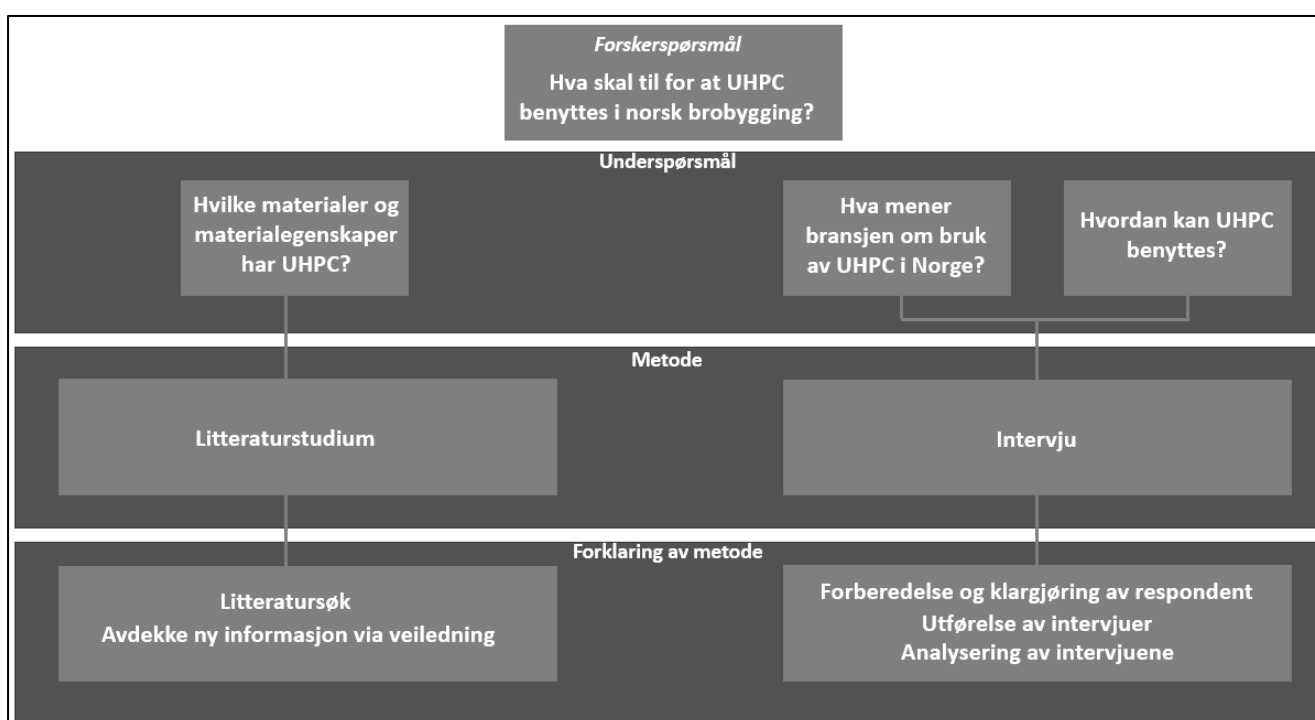 Forskerspørsmål
Hva skal til for at UHPC
benyttes i norsk brobygging?
Underspørsmål
Hvilke materialer og
materialegenskaper
har UHPC?
Hva mener
bransjen om bruk
av UHPC i Norge?
Hvordan kan UHPC
benyttes?
Metode
Litteraturstudium
Intervju
Forklaring av metode
Litteratursøk
Avdekke ny informasjon via veiledning
Forberedelse og klargjøring av respondent
Utførelse av intervjuer
Analysering av intervjuene